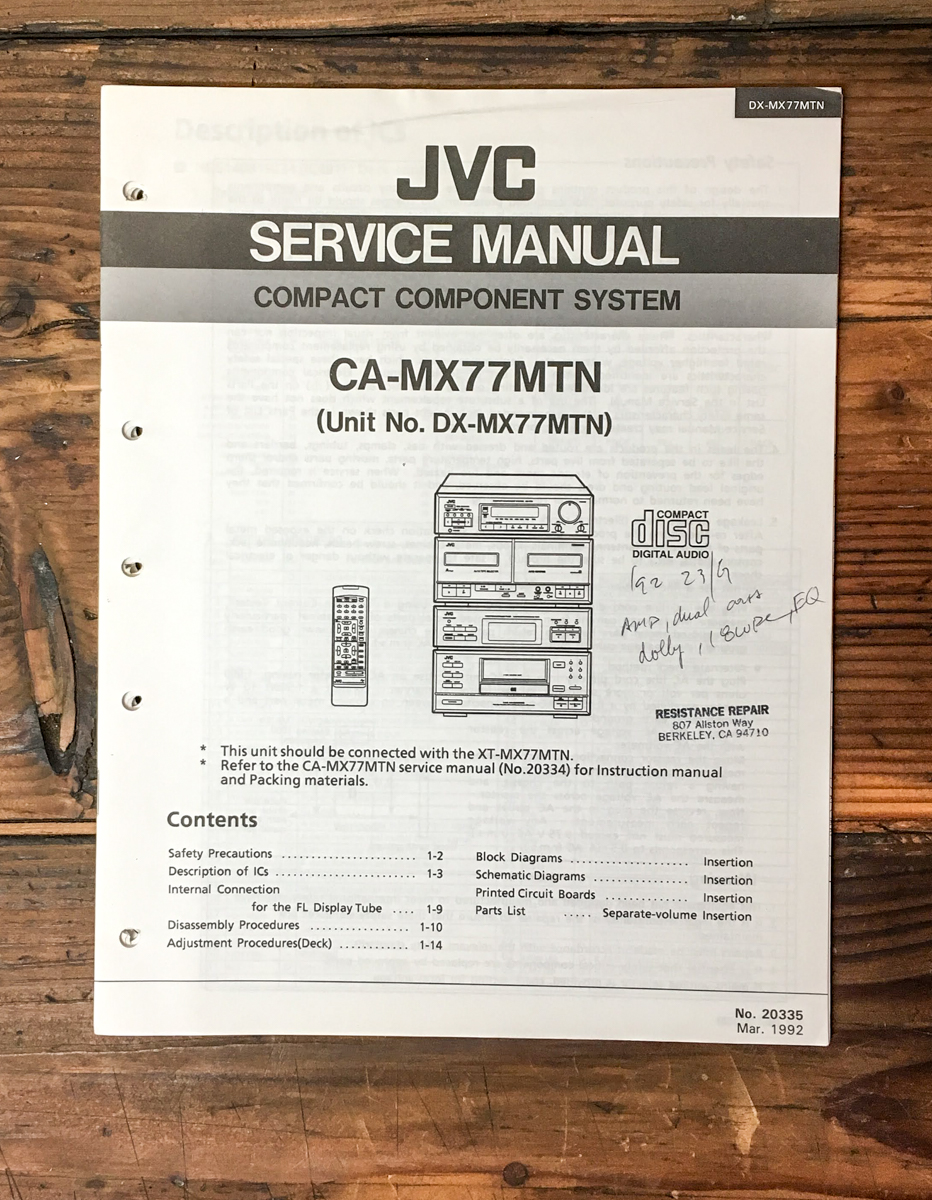 DX-MX77MTN
JVC
SERVICE MANUAL
COMPACT COMPONENT SYSTEM
CA-MX77MTN
(Unit No. DX-MX77MTN)
COMPACT
disc
DIGITAL AUDIO
AMP, dual
dolby, 18WPC, EQ
RESISTANCE REPAIR
807 Allston Way
BERKELEY, CA 94710
* This unit should be connected with the XT-MX77MTN.
* Refer to the CA-MX77MTN service manual (No.20334) for Instruction manual
and Packing materials.
Contents
Safety Precautions ...................... 1-2
Description of ICs ....................... 1-3
Internal Connection
for the FL Display Tube .... 1-9
Disassembly Procedures ................ 1-10
Adjustment Procedures(Deck) ............ 1-14
Block Diagrams .................... Insertion
Schematic Diagrams ................ Insertion
Printed Circuit Boards .............. Insertion
Parts List ..... Separate-volume Insertion
No. 20335
Mar. 1992